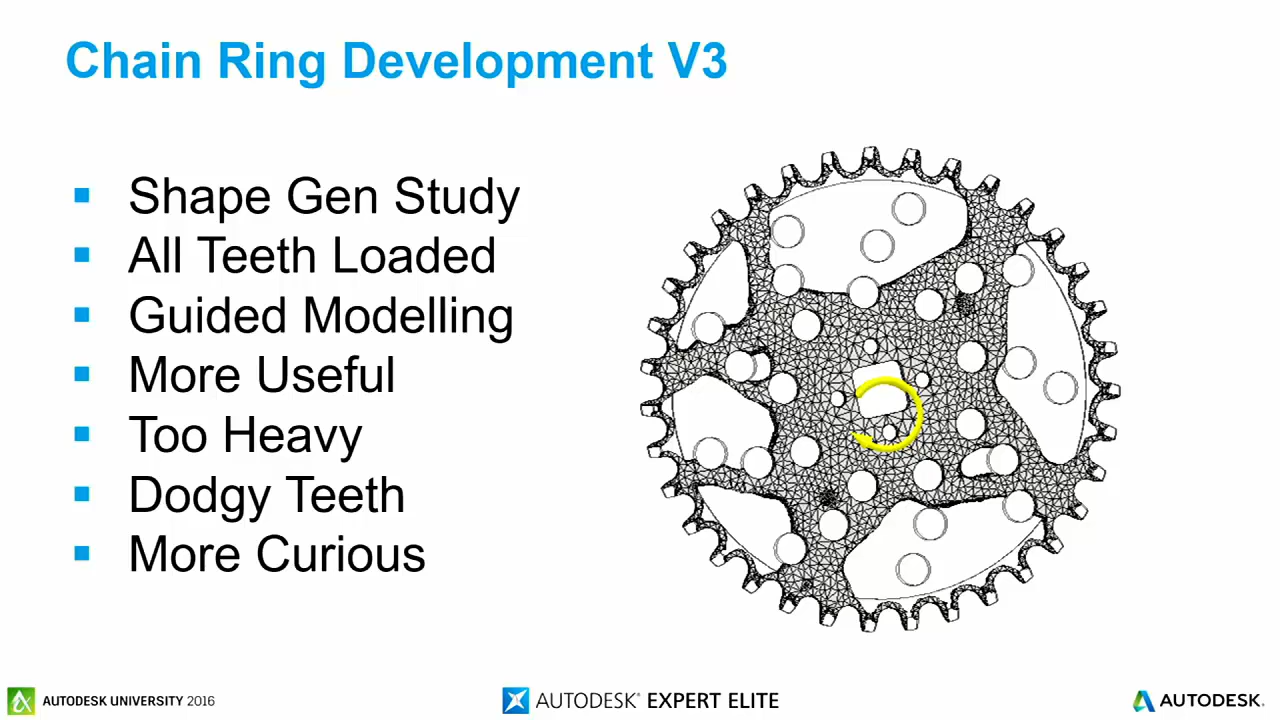 Chain Ring Development V3
Shape Gen Study
All Teeth Loaded
Guided Modelling
More Useful
Too Heavy
Dodgy Teeth
More Curious
AUTODESK UNIVERSITY 2016
AUTODESK® EXPERT ELITE
AUTODESK.